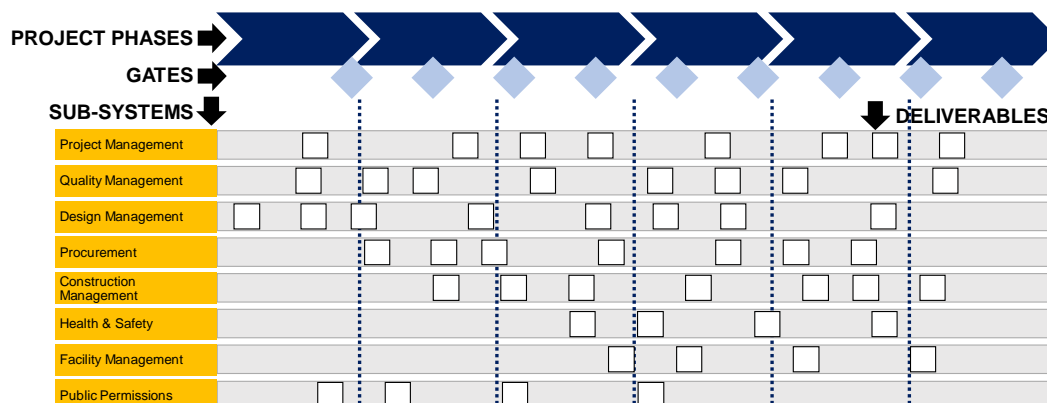 PROJECT PHASES
GATES
SUB-SYSTEMS
DELIVERABLES
Project Management
Quality Management
Design Management
Procurement
Construction
Management
Health & Safety
Facility Management
Public Permissions